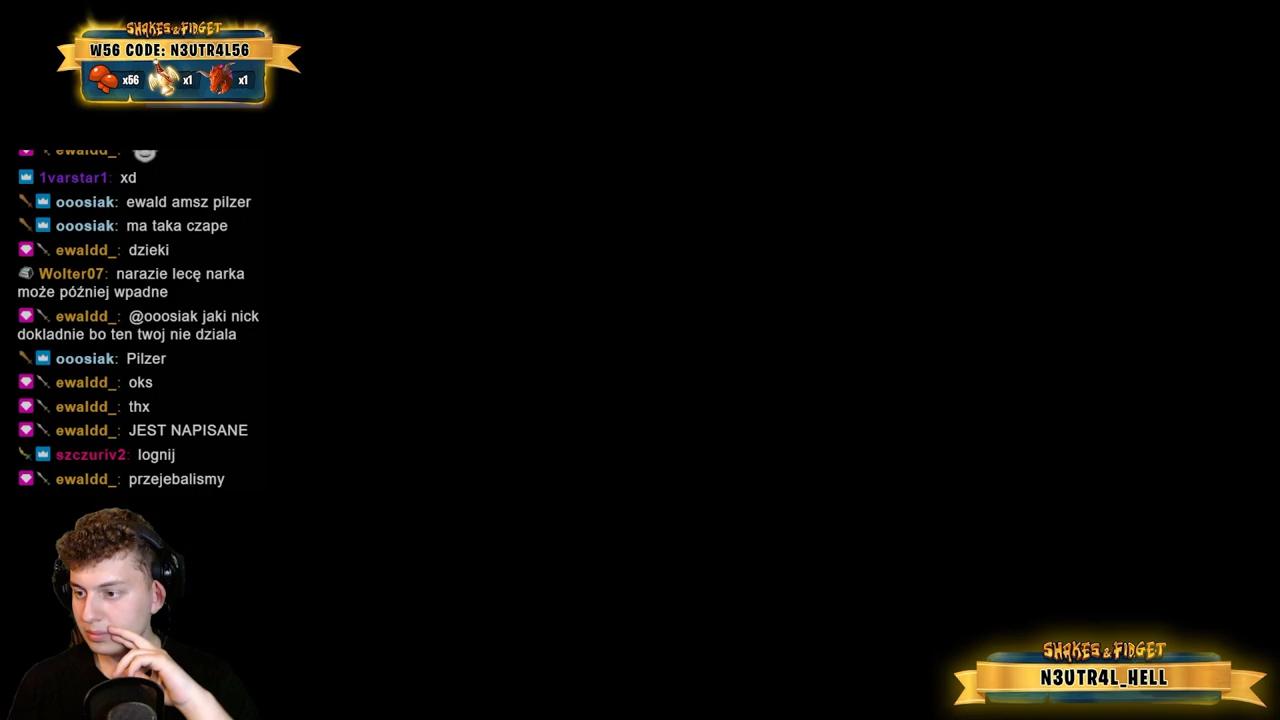 SHAKES & FIDGET
W56 CODE: N3UTR4L56
x56 x1 x1
ewaldd_:
1varstar1: xd
ooosiak: ewald amsz pilzer
ooosiak: ma taka czape
ewaldd_: dzieki
Wolter07: narazie lecę narka
może później wpadne
ewaldd_: @ooosiak jaki nick
dokladnie bo ten twoj nie dziala
ooosiak: Pilzer
ewaldd_: oks
ewaldd_: thx
ewaldd_: JEST NAPISANE
szczuriv2: lognij
ewaldd_: przejebalismy
SHAKES & FIDGET
N3UTR4L_HELL